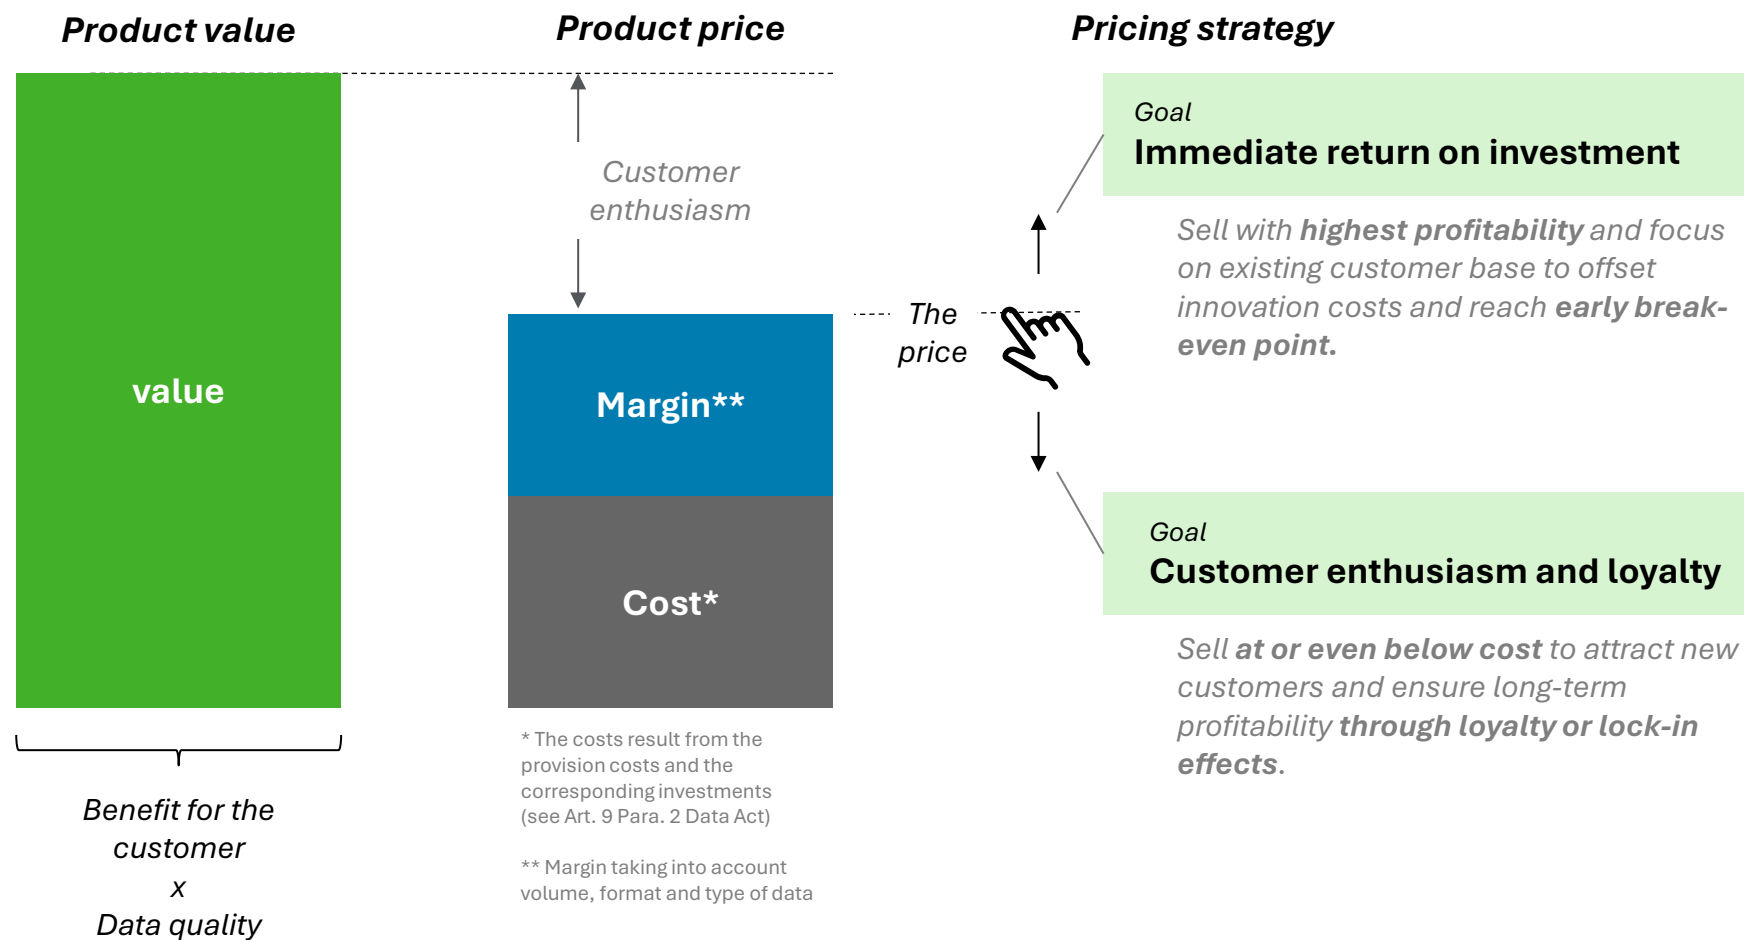 Product value
Product price
Pricing strategy
value
Benefit for the
customer
x
Data quality
Customer
enthusiasm
Margin**
Cost*
* The costs result from the
provision costs and the
corresponding investments
(see Art. 9 Para. 2 Data Act)
** Margin taking into account
volume, format and type of data
The
price
Goal
Immediate return on investment
Sell with highest profitability and focus
on existing customer base to offset
innovation costs and reach early break-
even point.
Goal
Customer enthusiasm and loyalty
Sell at or even below cost to attract new
customers and ensure long-term
profitability through loyalty or lock-in
effects.